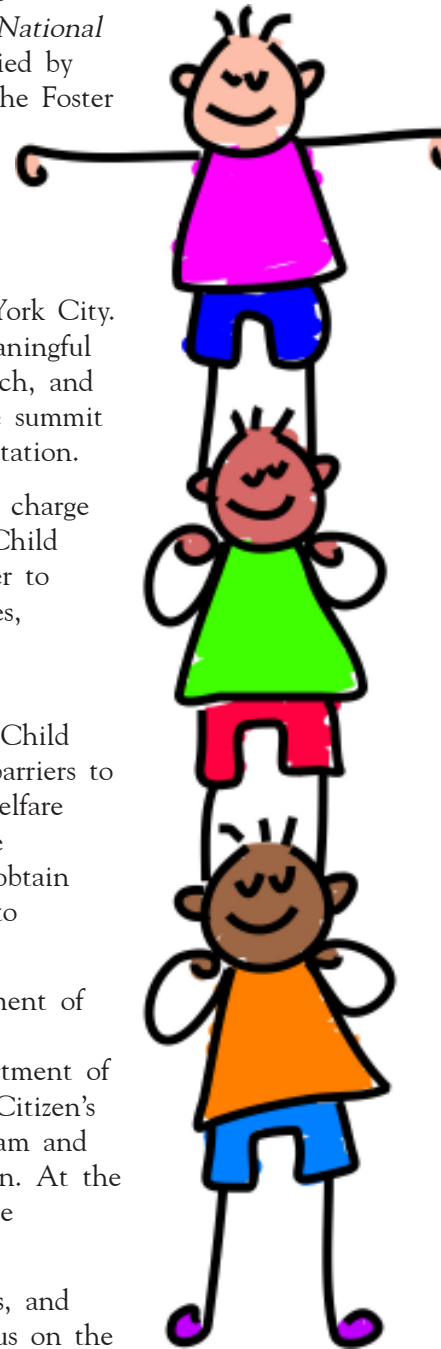 National
ied by
he Foster
York City.
aningful
ch, and
e summit
tation.
charge
Child
er to
es,
Child
barriers to
elfare
e
obtain
to
nent of
tment of
Citizen's
am and
n. At the
e
s, and
us on the